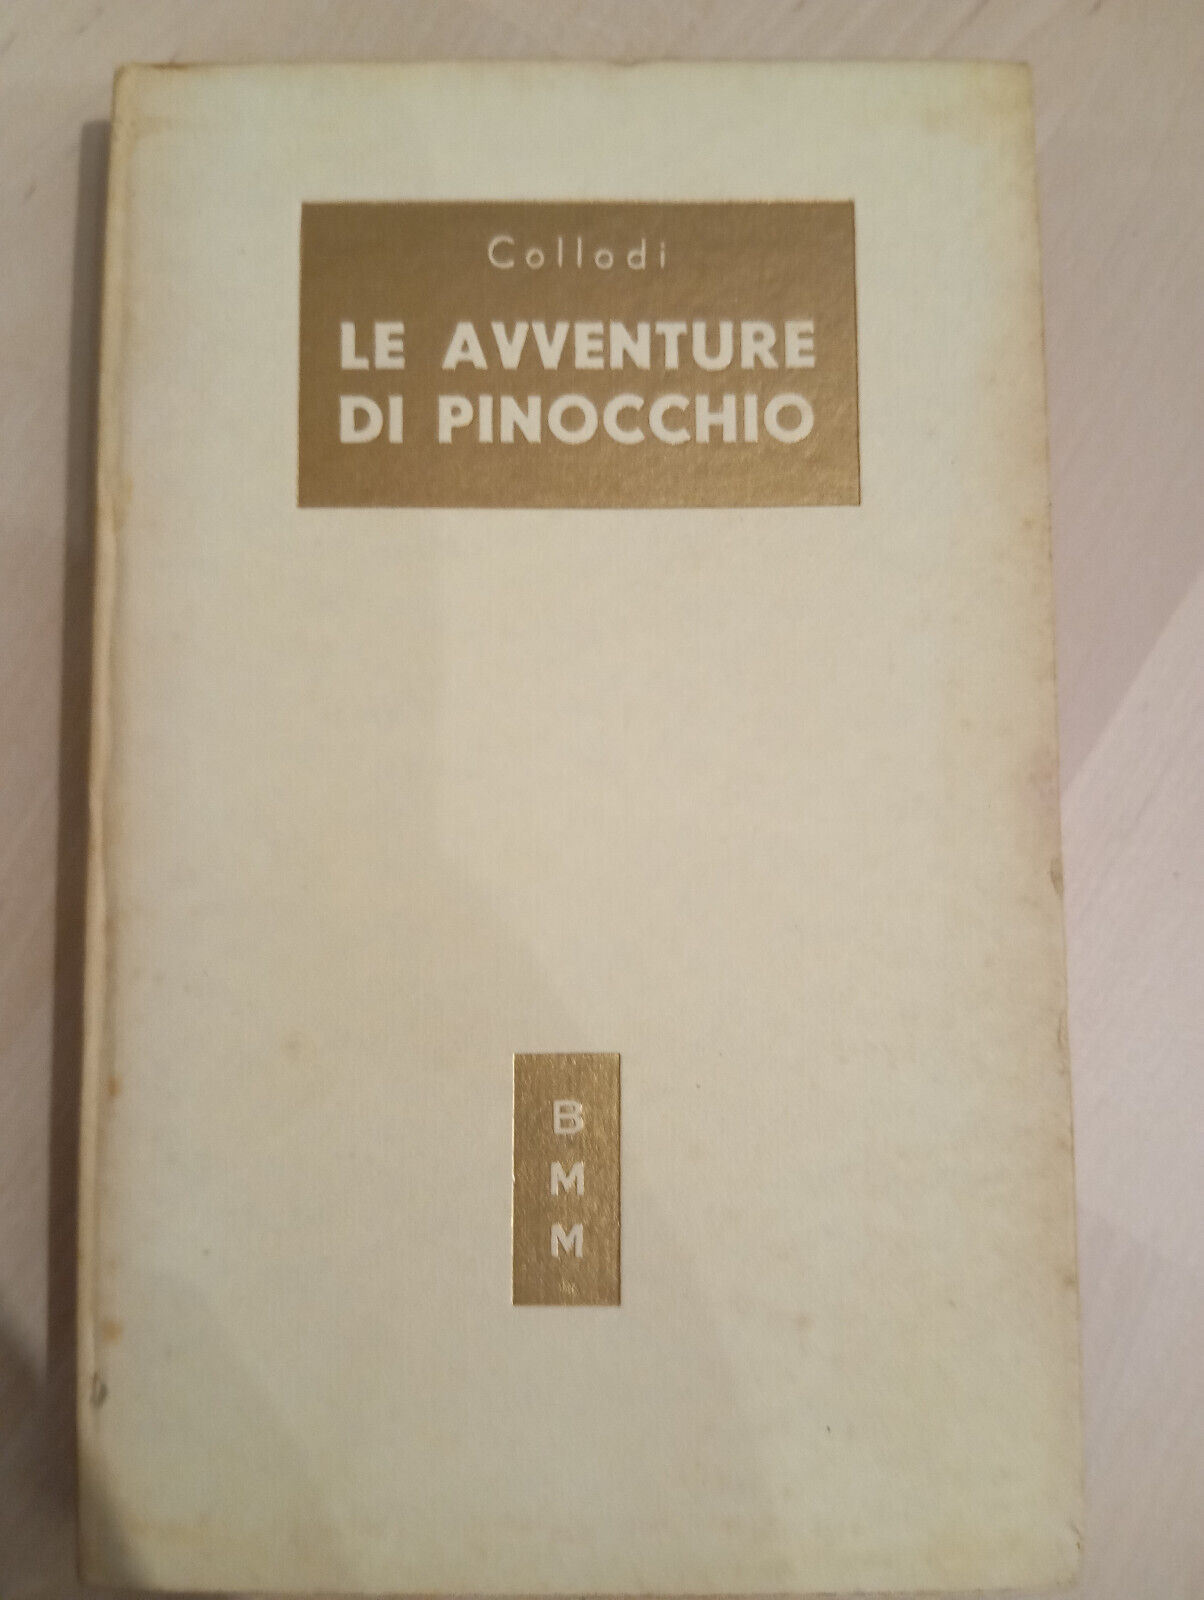 Collodi
LE AVVENTURE
DI PINOCCHIO
B
M
M